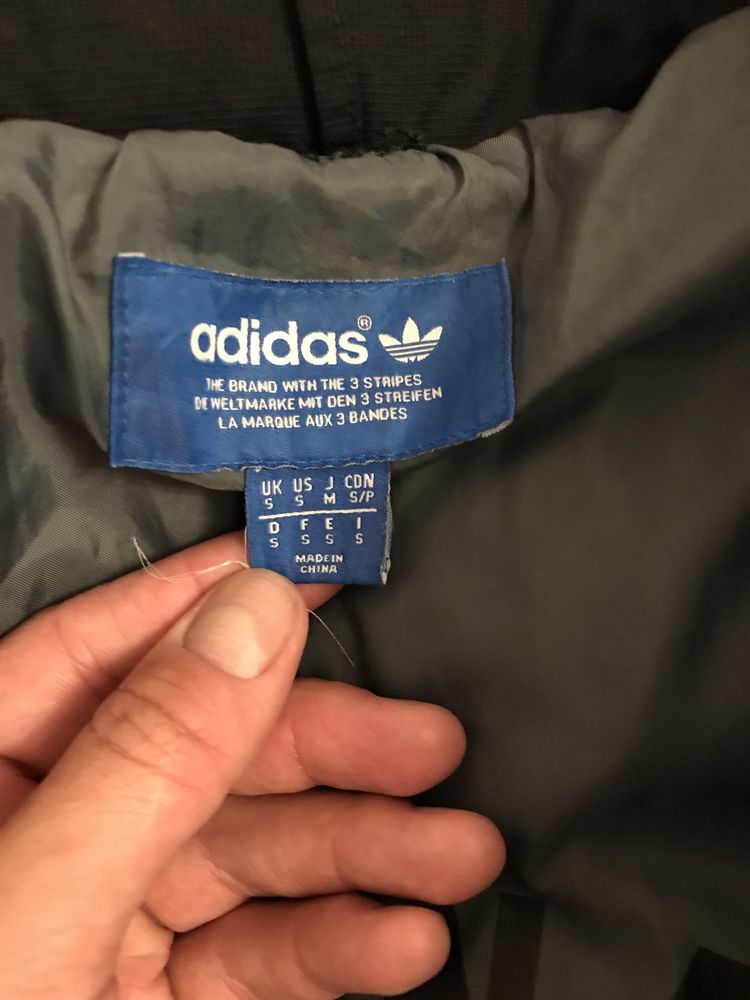 adidas®
THE BRAND WITH THE 3 STRIPES
DIE WELTMARKE MIT DEN 3 STREIFEN
LA MARQUE AUX 3 BANDES
UK US J CDN
S S M S/P
D F E I
S S S S
MADE IN
CHINA